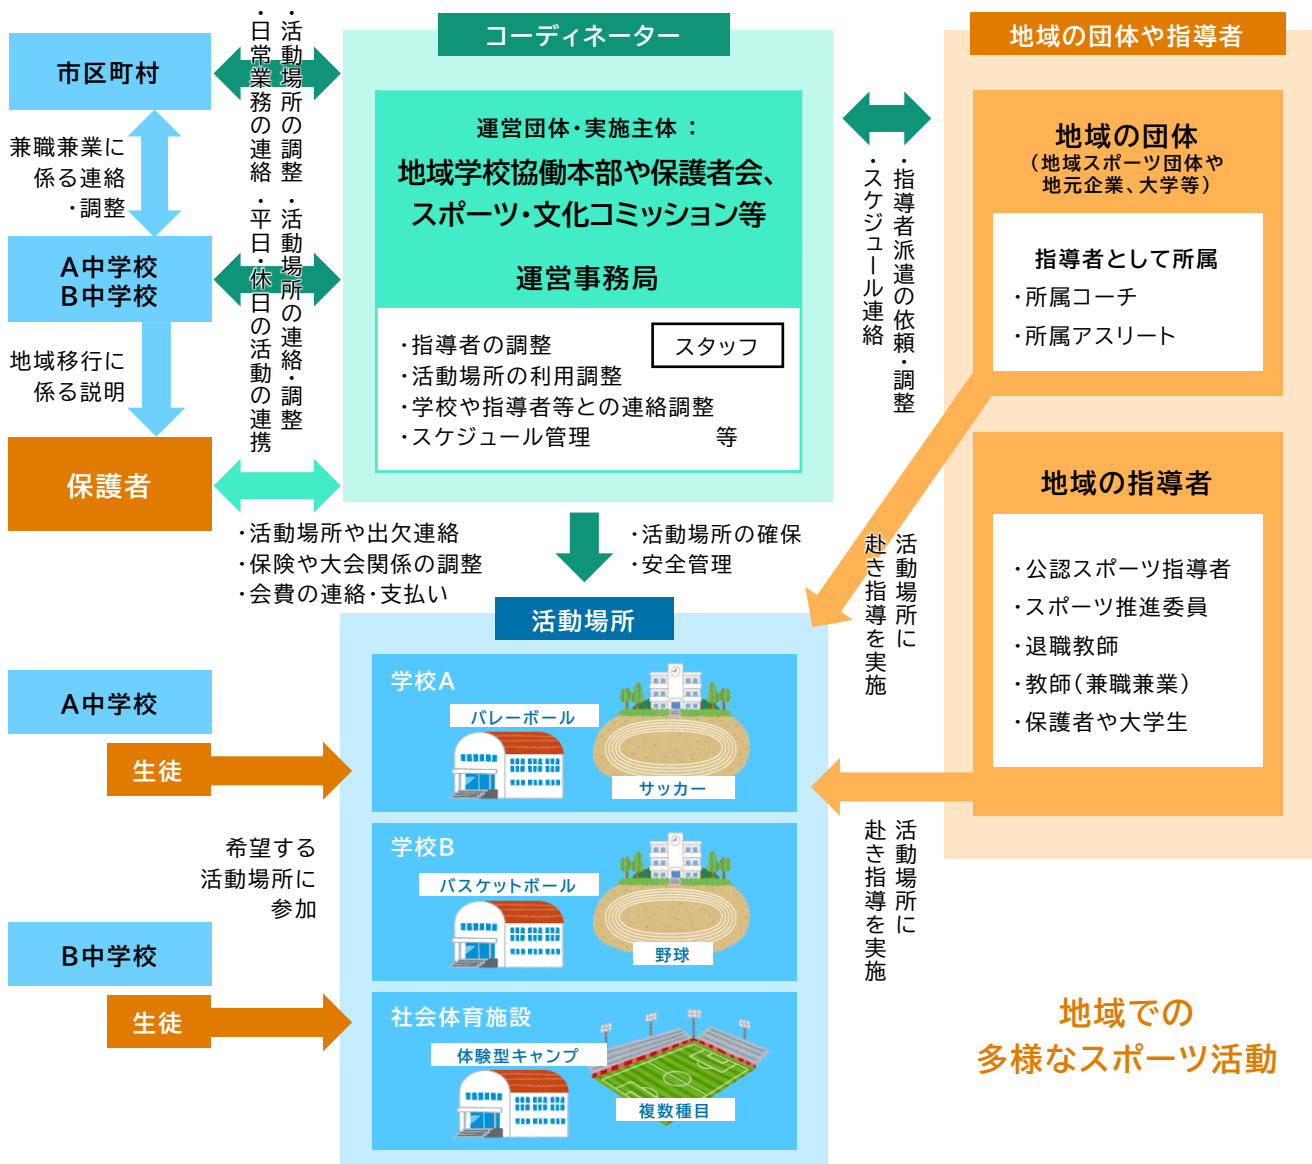 市区町村
兼職兼業に
係る連絡
・調整
A中学校
B中学校
地域移行に
係る説明
保護者
・活動場所の調整
・日常業務の連絡
・活動場所の連絡・調整
・平日・休日の活動の連携
・活動場所や出欠連絡
・保険や大会関係の調整
・会費の連絡・支払い
コーディネーター
運営団体・実施主体：
地域学校協働本部や保護者会、
スポーツ・文化コミッション等
運営事務局
スタッフ
・指導者の調整
・活動場所の利用調整
・学校や指導者等との連絡調整
・スケジュール管理 等
・活動場所の確保
・安全管理
・指導者派遣の依頼・調整
・スケジュール連絡
地域の団体や指導者
地域の団体
（地域スポーツ団体や
地元企業、大学等）
指導者として所属
・所属コーチ
・所属アスリート
地域の指導者
・公認スポーツ指導者
・スポーツ推進委員
・退職教師
・教師（兼職兼業）
・保護者や大学生
活動場所に
赴き指導を実施
活動場所に
赴き指導を実施
活動場所
学校A
バレーボール
サッカー
学校B
バスケットボール
野球
社会体育施設
体験型キャンプ
複数種目
A中学校
生徒
希望する
活動場所に
参加
B中学校
生徒
地域での
多様なスポーツ活動